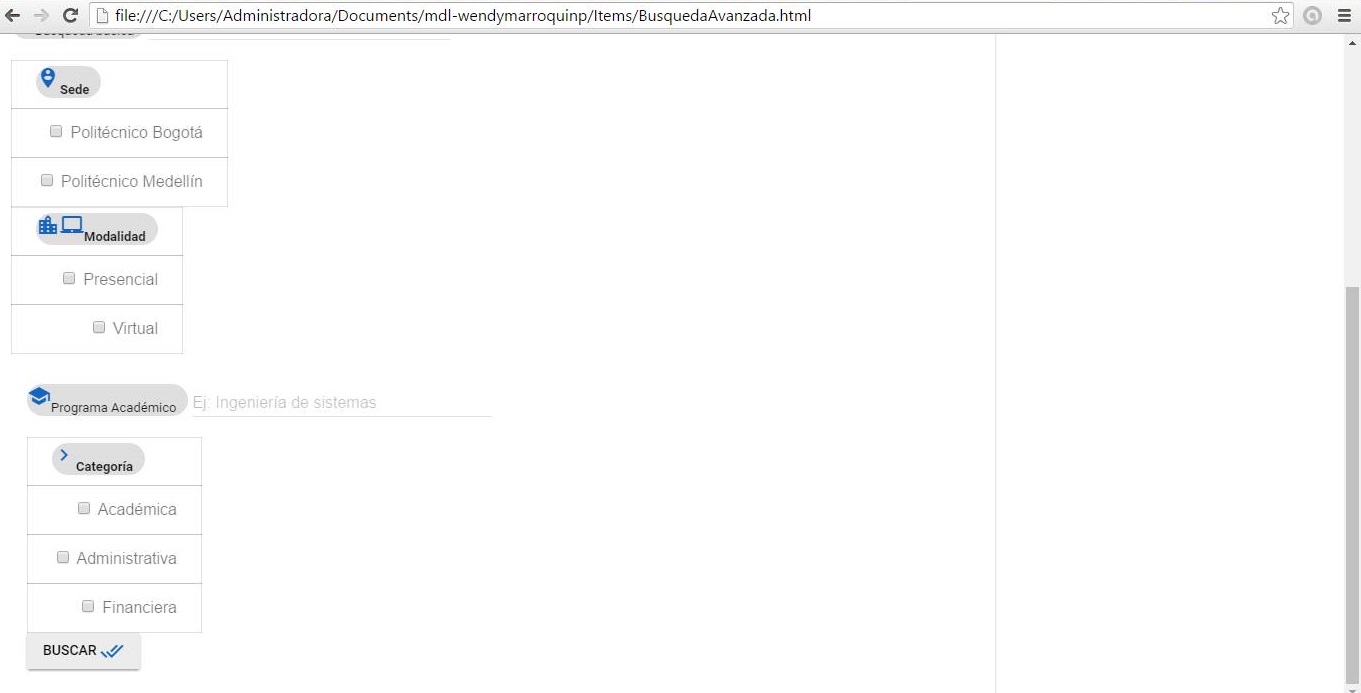 file:///C:/Users/Administradora/Documents/mdl-wendymarroquinp/Items/BusquedaAvanzada.html
Sede
Politécnico Bogotá
Politécnico Medellín
Modalidad
Presencial
Virtual
Programa Académico Ej: Ingeniería de sistemas
Categoría
Académica
Administrativa
Financiera
BUSCAR